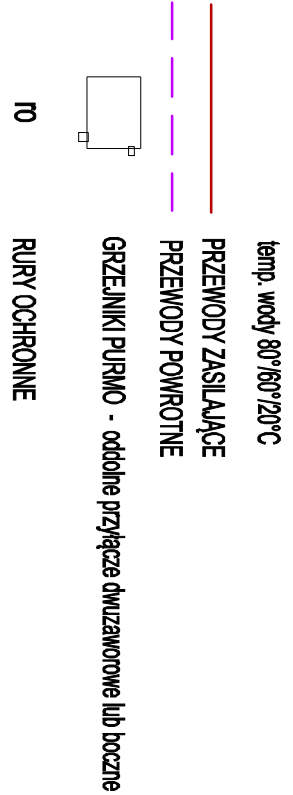 temp. wody 80°/60°/20°C
PRZEWODY ZASILAJĄCE
PRZEWODY POWROTNE
GRZEJNIKI PURMO - oddolne przyłącze dwuzaworowe lub boczne
ro RURY OCHRONNE